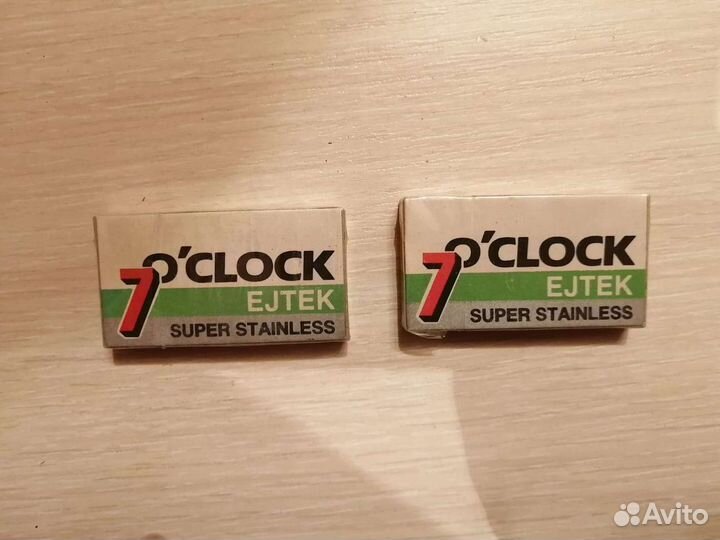 7 O'CLOCK
EJTEK
SUPER STAINLESS
7 O'CLOCK
EJTEK
SUPER STAINLESS
Avito